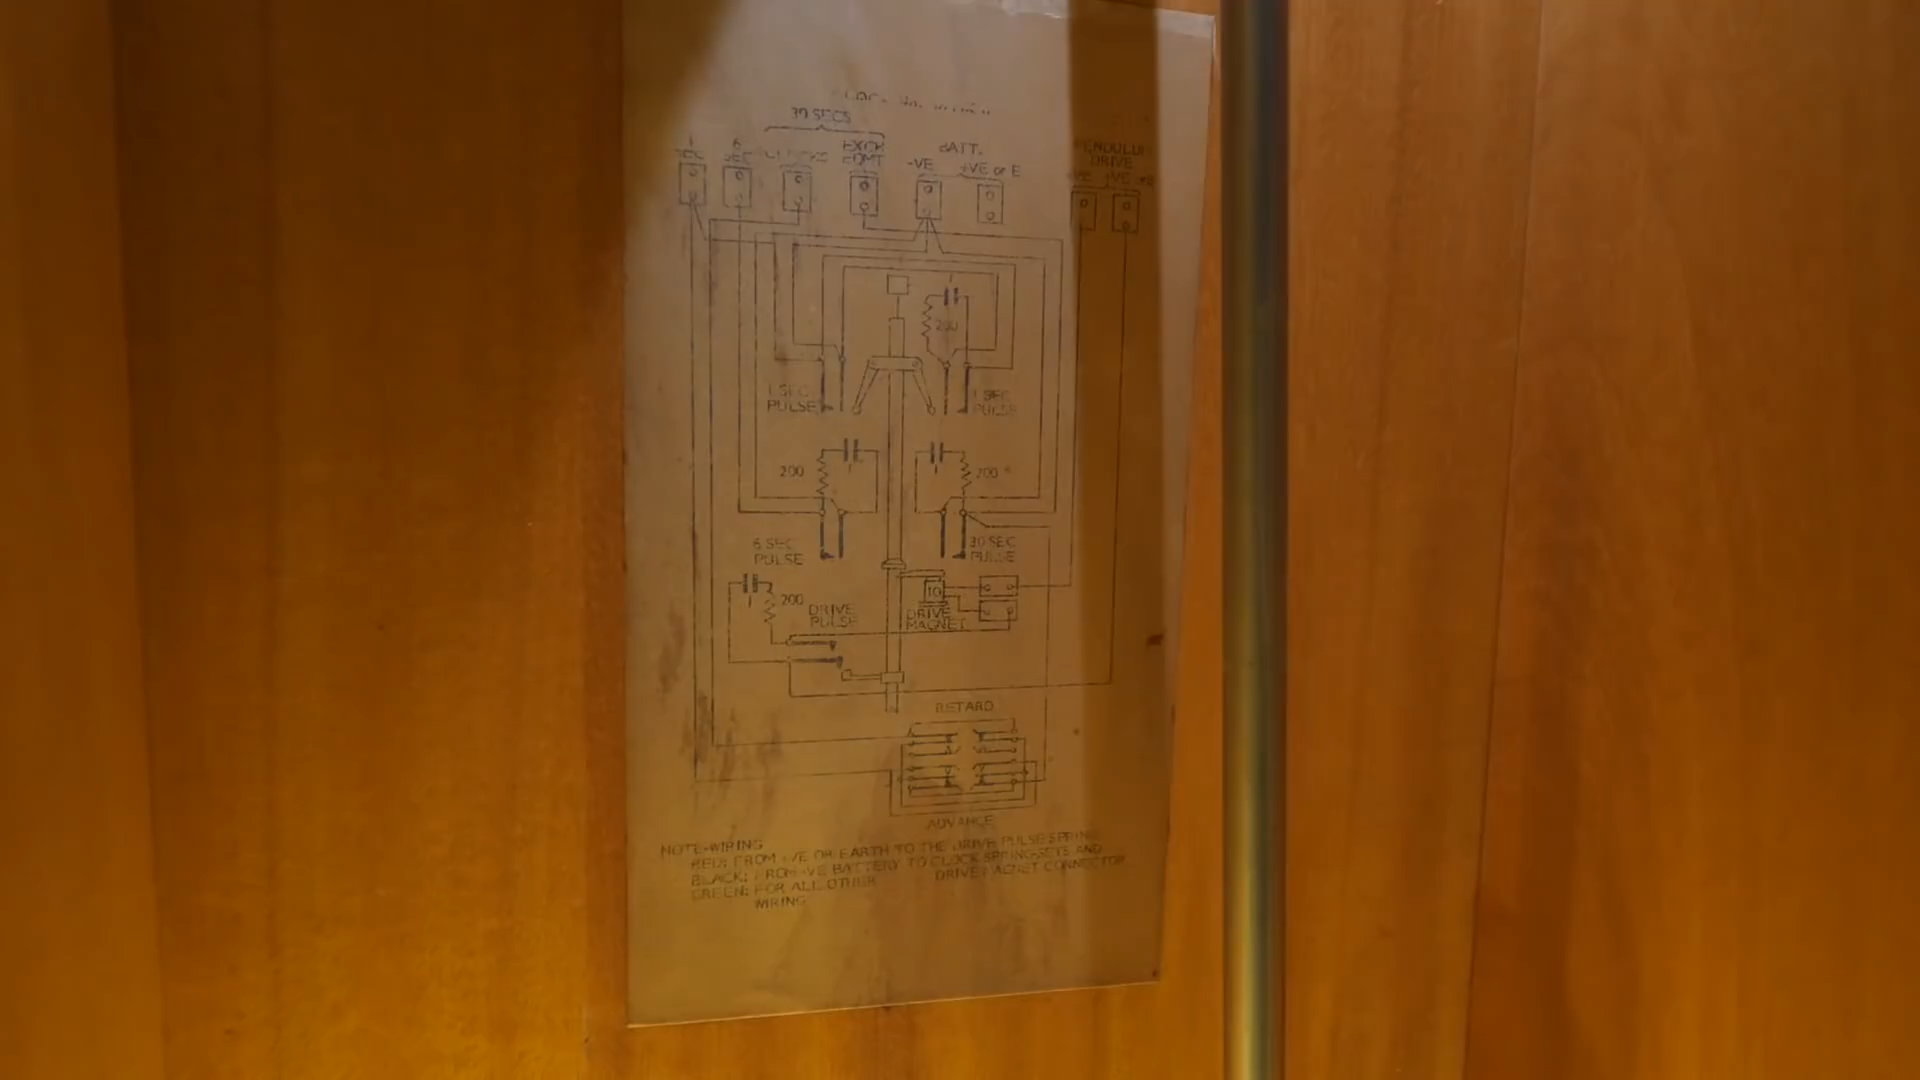 30 SECS
1 SEC
6 SEC
CLOCKS
EXCH EQMT
BATT.
-VE
+VE or E
PENDULUM DRIVE
200
1 SEC PULSE
1 SEC PULSE
200
200
6 SEC PULSE
30 SEC PULSE
200
DRIVE PULSE
10
DRIVE MAGNET
RETARD
ADVANCE
NOTE-WIRING
RED: FROM +VE OR EARTH TO THE DRIVE PULSE SPRING
BLACK: FROM -VE BATTERY TO CLOCK SPRINGSETS AND
DRIVE MAGNET CONNECTOR
GREEN: FOR ALL OTHER
WIRING